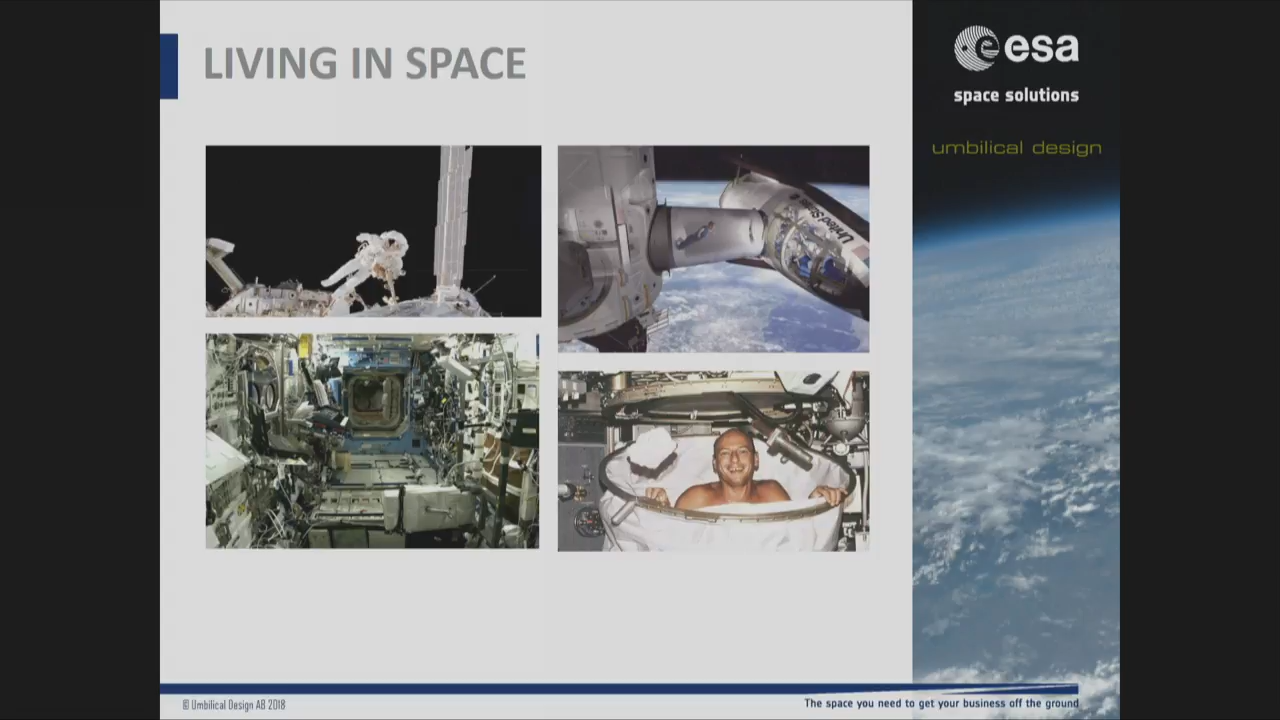 LIVING IN SPACE
esa
space solutions
umbilical design
United States
© Umbilical Design AB 2018
The space you need to get your business off the ground